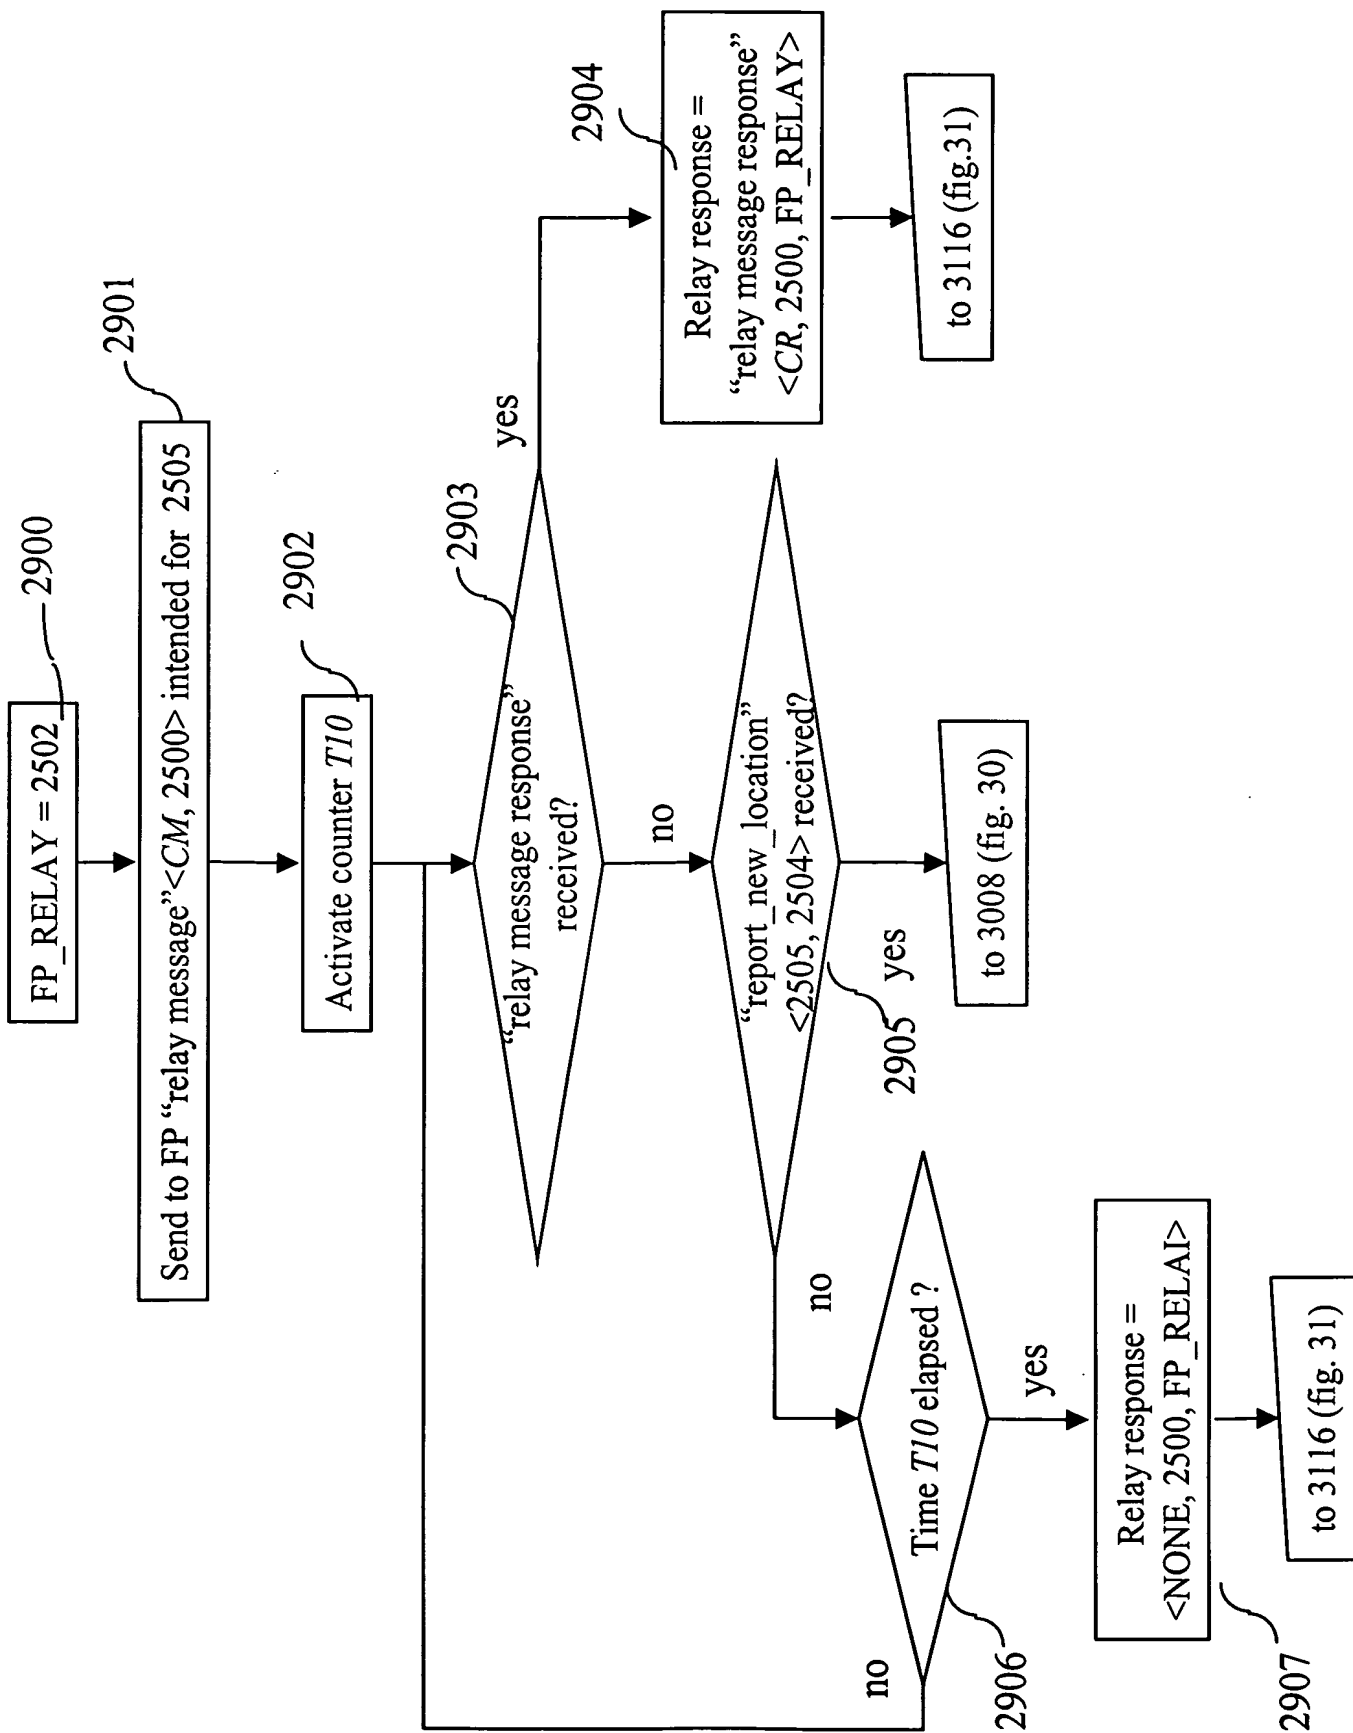 FP_RELAY = 2502
2900
2901
Send to FP “relay message”<CM, 2500> intended for 2505
2902
Activate counter T10
2903
“relay message response”
received?
yes
2904
Relay response =
“relay message response”
<CR, 2500, FP_RELAY>
to 3116 (fig.31)
no
“report_new_location”
<2505, 2504> received?
2905
yes
to 3008 (fig. 30)
no
Time T10 elapsed ?
no
2906
yes
Relay response =
<NONE, 2500, FP_RELAI>
2907
to 3116 (fig. 31)